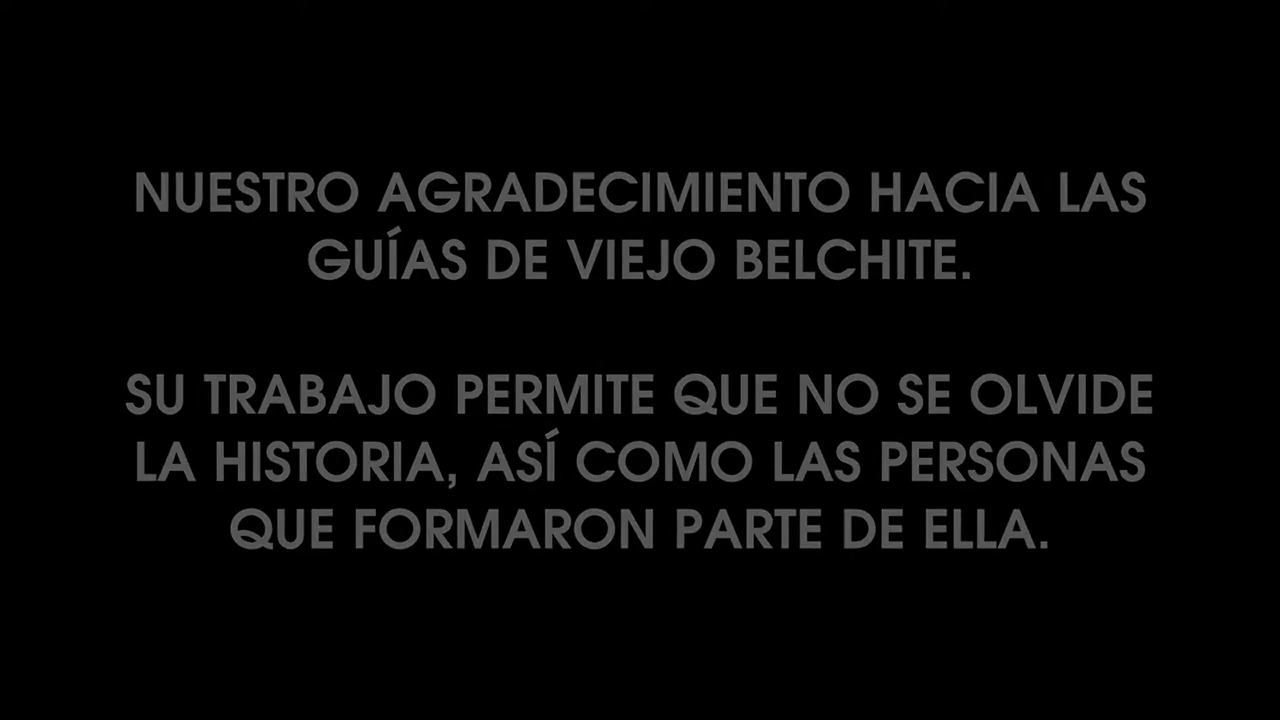 NUESTRO AGRADECIMIENTO HACIA LAS
GUÍAS DE VIEJO BELCHITE.
SU TRABAJO PERMITE QUE NO SE OLVIDE
LA HISTORIA, ASÍ COMO LAS PERSONAS
QUE FORMARON PARTE DE ELLA.